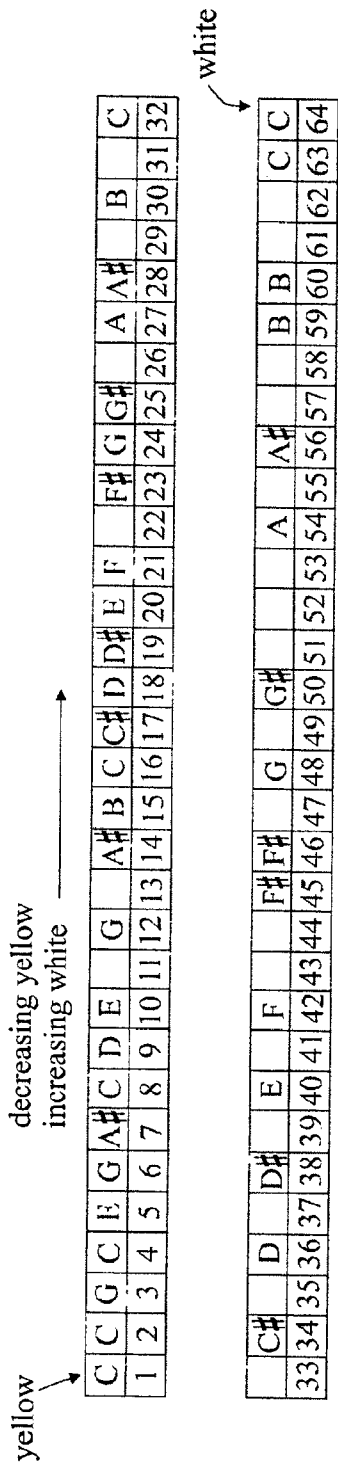 decreasing yellow
increasing white
yellow
C C G C E G A♯ C D E G A♯ B C C♯ D D♯ E F F♯ G G♯ A A♯ B C
1 2 3 4 5 6 7 8 9 10 11 12 13 14 15 16 17 18 19 20 21 22 23 24 25 26 27 28 29 30 31 32
white
C♯ D D♯ E F F♯ F♯ G G♯ A A♯ B B C C
33 34 35 36 37 38 39 40 41 42 43 44 45 46 47 48 49 50 51 52 53 54 55 56 57 58 59 60 61 62 63 64